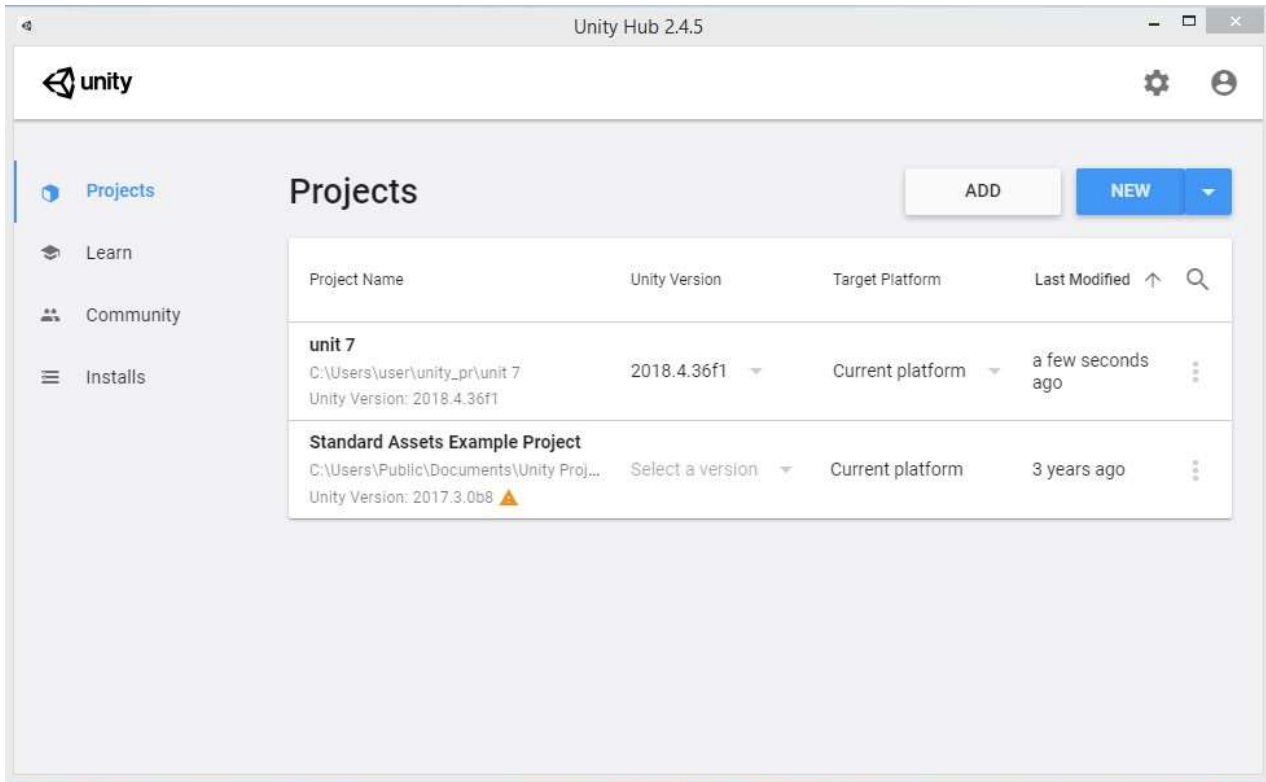 Unity Hub 2.4.5
unity
Projects
Learn
Community
Installs
Projects
ADD
NEW
Project Name Unity Version Target Platform Last Modified
unit 7
C:\Users\user\unity_pr\unit 7
Unity Version: 2018.4.36f1
2018.4.36f1
Current platform
a few seconds
ago
Standard Assets Example Project
C:\Users\Public\Documents\Unity Proj...
Unity Version: 2017.3.0b8
Select a version
Current platform
3 years ago